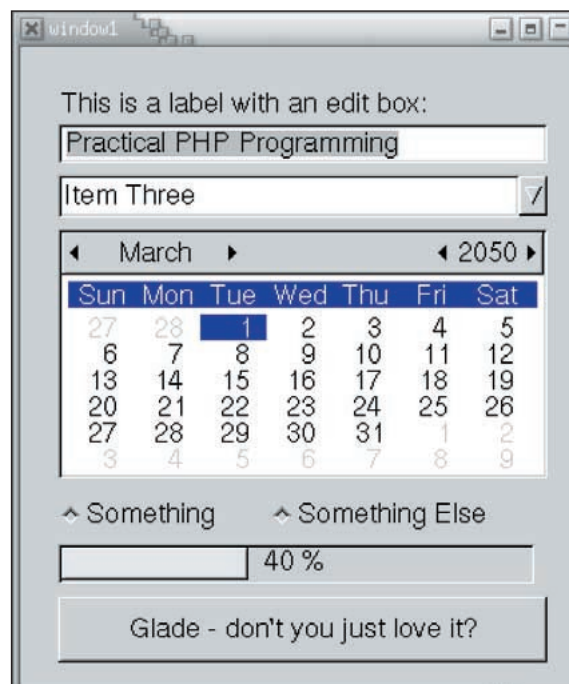 window1
This is a label with an edit box:
Practical PHP Programming
Item Three
March 2050
Sun Mon Tue Wed Thu Fri Sat
27 28 1 2 3 4 5
6 7 8 9 10 11 12
13 14 15 16 17 18 19
20 21 22 23 24 25 26
27 28 29 30 31 1 2
3 4 5 6 7 8 9
Something Something Else
40 %
Glade - don't you just love it?